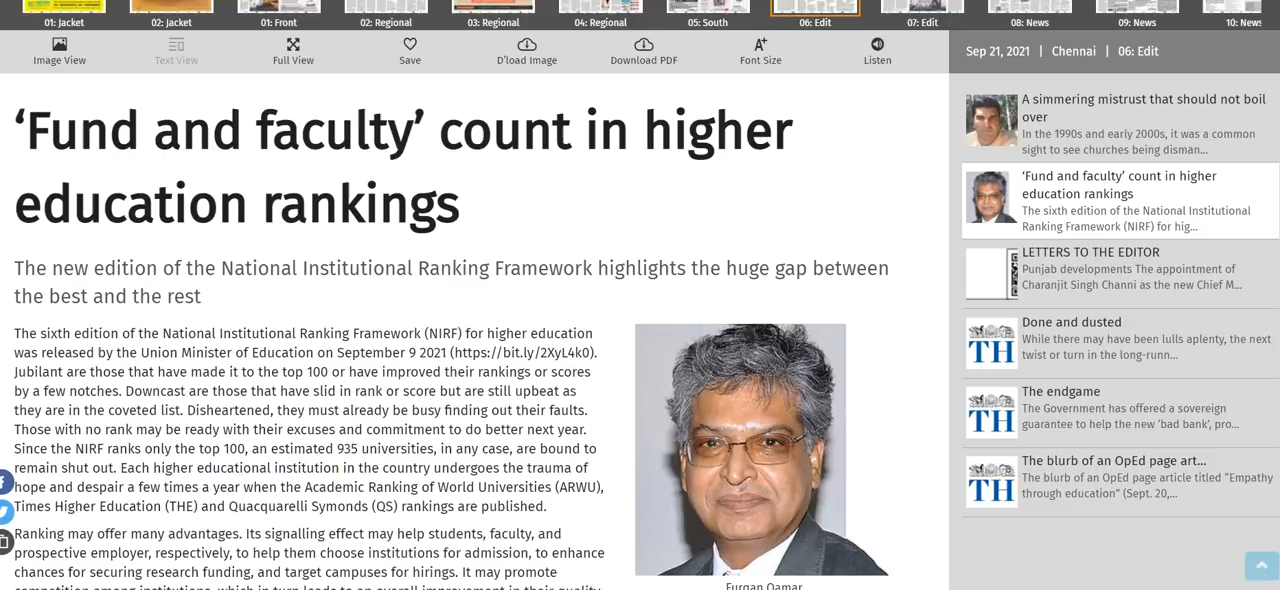 01: Jacket 02: Jacket 01: Front 02: Regional 03: Regional 04: Regional 05: South 06: Edit 07: Edit 08: News 09: News 10: News
Image View Text View Full View Save D'load Image Download PDF Font Size Listen
Sep 21, 2021 | Chennai | 06: Edit
‘Fund and faculty’ count in higher
education rankings
The new edition of the National Institutional Ranking Framework highlights the huge gap between
the best and the rest
The sixth edition of the National Institutional Ranking Framework (NIRF) for higher education
was released by the Union Minister of Education on September 9 2021 (https://bit.ly/2XyL4k0).
Jubilant are those that have made it to the top 100 or have improved their rankings or scores
by a few notches. Downcast are those that have slid in rank or score but are still upbeat as
they are in the coveted list. Disheartened, they must already be busy finding out their faults.
Those with no rank may be ready with their alibi
ses and commitment to do better next year.
Since the NIRF ranks only the top 100, an estimated 935 universities, in any case, are bound to
remain shut out. Each higher educational institution in the country undergoes the trauma of
hope and despair a few times a year when the Academic Ranking of World Universities (ARWU),
Times Higher Education (THE) and Quacquarelli Symonds (QS) rankings are published.
Ranking may offer many advantages. Its signalling effect may help students, faculty, and
prospective employer, respectively, to help them choose institutions for admission, to enhance
chances for securing research funding, and target campuses for hirings. It may promote
competition among institutions, which in turn leads to an overall improvement in their quality.
Furqan Qamar
A simmering mistrust that should not boil
over
In the 1990s and early 2000s, it was a common
sight to see churches being disman...
‘Fund and faculty’ count in higher
education rankings
The sixth edition of the National Institutional
Ranking Framework (NIRF) for hig...
LETTERS TO THE EDITOR
Punjab developments The appointment of
Charanjit Singh Channi as the new Chief M...
TH
Done and dusted
While there may have been lulls aplenty, the next
twist or turn in the long-runn...
TH
The endgame
The Government has offered a sovereign
guarantee to help the new ‘bad bank’, pro...
TH
The blurb of an OpEd page art...
The blurb of an OpEd page article titled “Empathy
through education” (Sept. 20,...